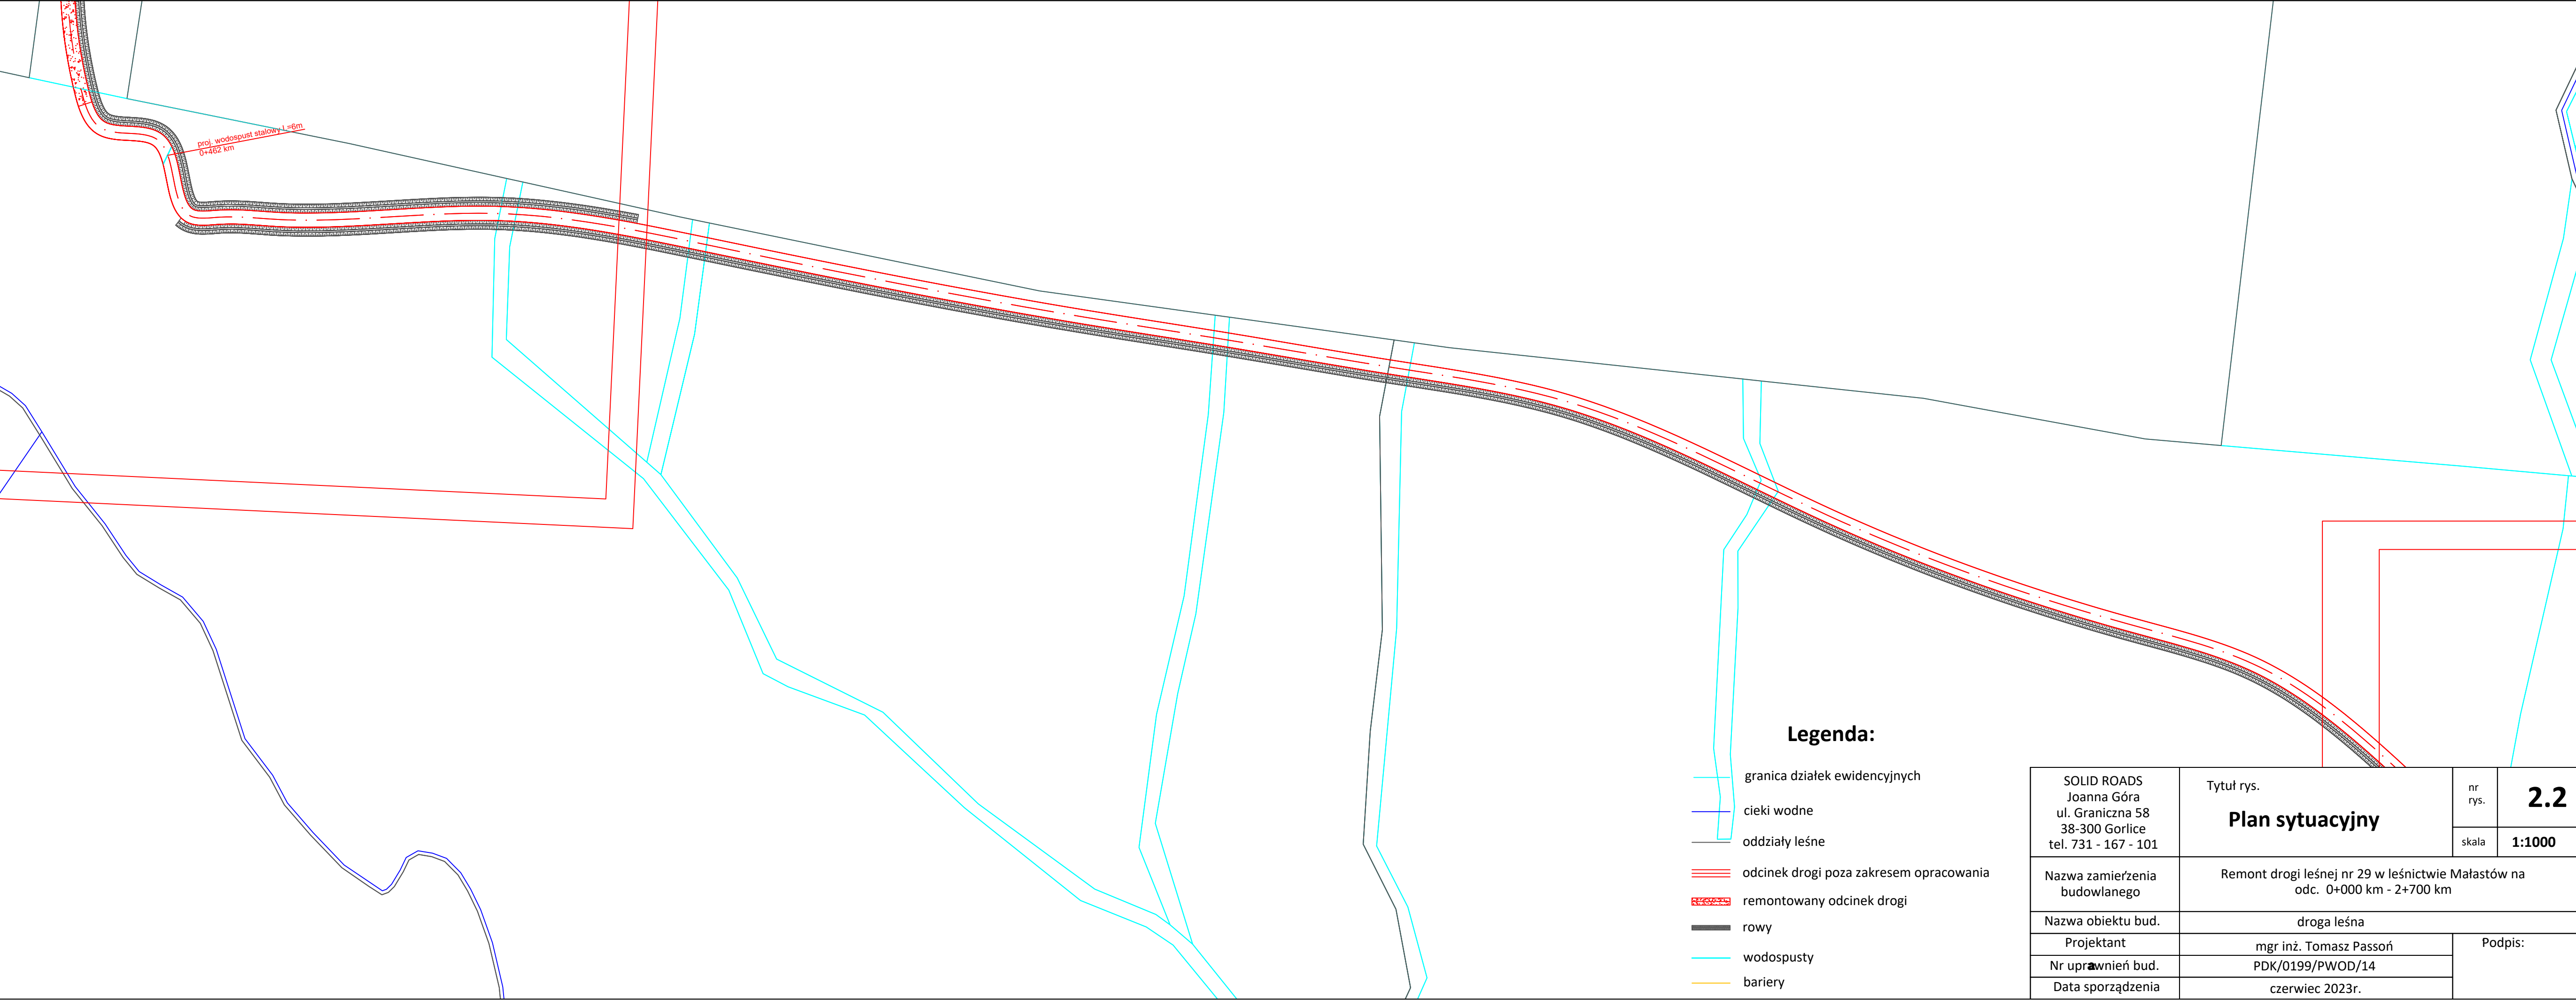 proj. wodospust stalowy L=6m
0+462 km
Legenda:
granica działek ewidencyjnych
cieki wodne
oddziały leśne
odcinek drogi poza zakresem opracowania
remontowany odcinek drogi
rowy
wodospusty
bariery
SOLID ROADS
Joanna Góra
ul. Graniczna 58
38-300 Gorlice
tel. 731 - 167 - 101
Tytuł rys.
Plan sytuacyjny
nr
rys.
2.2
skala
1:1000
Nazwa zamierzenia
budowlanego
Remont drogi leśnej nr 29 w leśnictwie Małastów na
odc. 0+000 km - 2+700 km
Nazwa obiektu bud.
droga leśna
Projektant
mgr inż. Tomasz Passoń
Podpis:
Nr uprawnień bud.
PDK/0199/PWOD/14
Data sporządzenia
czerwiec 2023r.